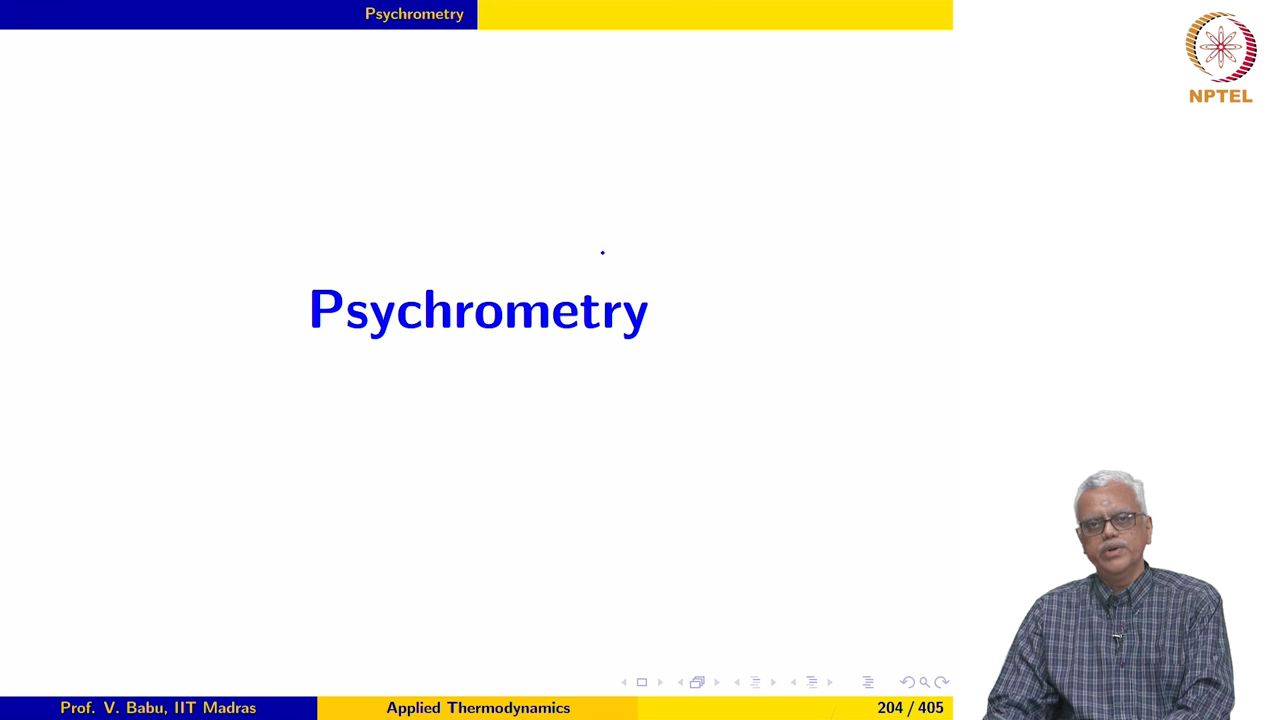 Psychrometry
NPTEL
Psychrometry
Prof. V. Babu, IIT Madras
Applied Thermodynamics
204 / 405